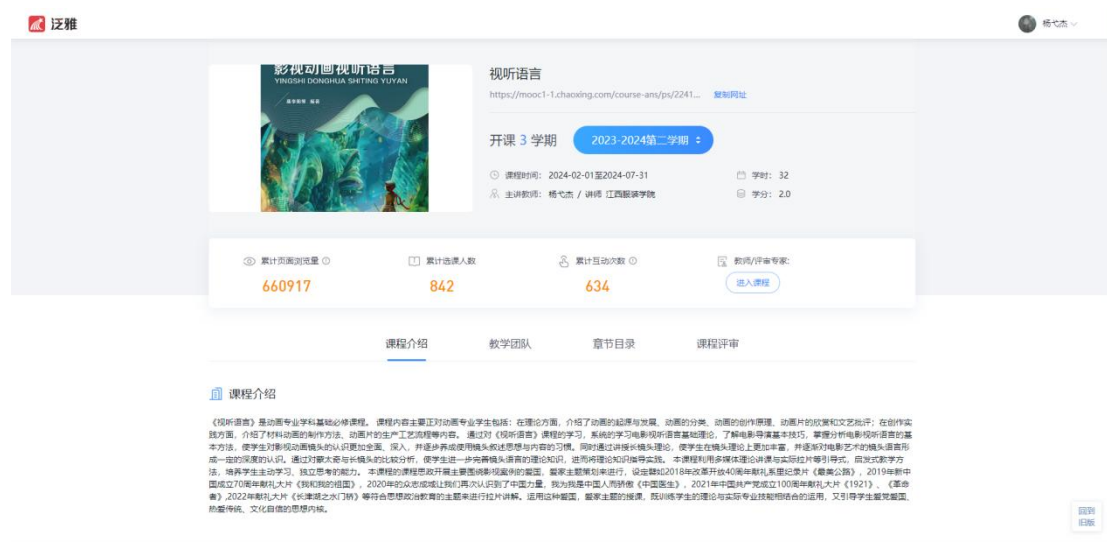 泛雅
杨弋杰
影视动画视听语言
YINGSHI DONGHUA SHITING YUYAN
视听语言
https://mooc1-1.chaoxing.com/course-ans/ps/2241... 复制网址
开课 3 学期 2023-2024第二学期
课程时间: 2024-02-01至2024-07-31 学时: 32
主讲教师: 杨弋杰 / 讲师 江西服装学院 学分: 2.0
累计页面浏览量 累计选课人数 累计互动次数 教师/评审专家:
660917 842 634 进入课程
课程介绍 教学团队 章节目录 课程评审
课程介绍
《视听语言》是动画专业学科基础必修课程。 课程内容主要正对动画专业学生包括：在理论方面，介绍了动画的起源与发展、动画的分类、动画的创作原理、动画片的欣赏和文艺批评；在创作实
践方面，介绍了材料动画的制作方法、动画片的生产工艺流程等内容。 通过对《视听语言》课程的学习，系统的学习电影视听语言基础理论，了解电影导演基本技巧，掌握分析电影视听语言的基
本方法，使学生对影视动画镜头的认识更加全面、深入，并逐步养成使用镜头叙述思想与内容的习惯。同时通过讲授长镜头理论，使学生在镜头理论上更加丰富，并逐渐对电影艺术的镜头语言形
成一定的深度的认识。通过对蒙太奇与长镜头的比较分析，使学生进一步完善镜头语言的理论知识，进而将理论知识指导实践。 本课程利用多媒体理论讲课与实际拉片等引导式，启发式教学方
法，培养学生主动学习、独立思考的能力。 本课程的课程思政开展主要围绕影视案例的爱国，爱家主题策划来进行，设定譬如2018年改革开放40周年献礼系里纪录片《最美公路》，2019年新中
国成立70周年献礼大片《我和我的祖国》，2020年的众志成城让我们再次认识到了中国力量，我为我是中国人而骄傲《中国医生》，2021年中国共产党成立100周年献礼大片《1921》、《革命
者》,2022年献礼大片《长津湖之水门桥》等符合思想政治教育的主题来进行拉片讲解。运用这种爱国，爱家主题的授课，既训练学生的理论与实际专业技能相结合的运用，又引导学生爱党爱国、
热爱传统、文化自信的思想内核。
回到
旧版